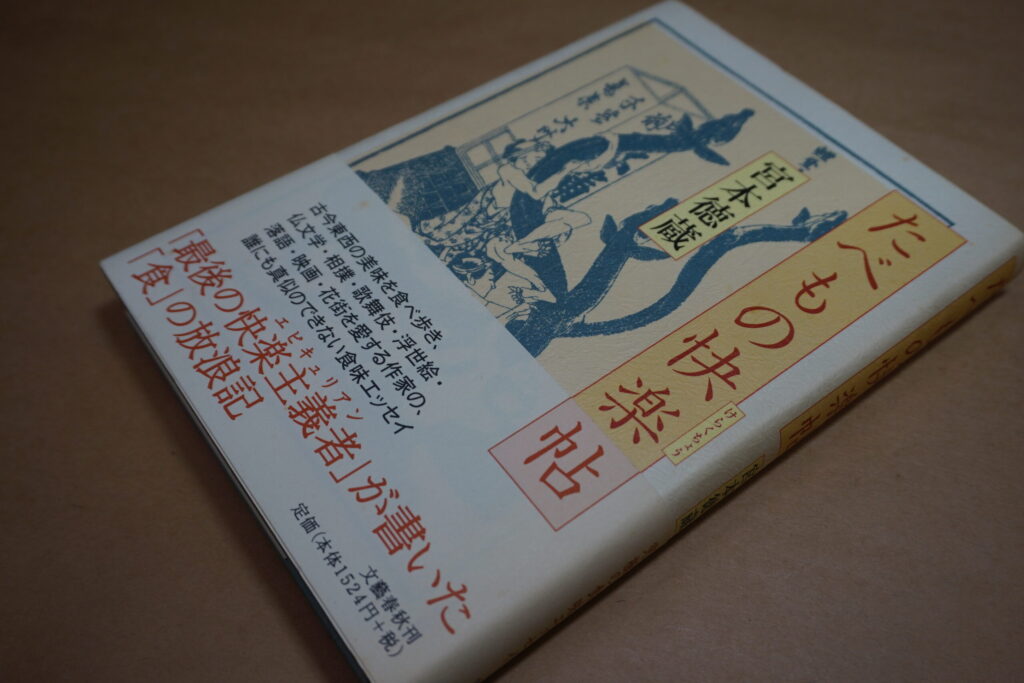 たべもの快楽帖
けらくちょう
宮本徳蔵
古今東西の美味を食べ歩き、
仏文学・相撲・歌舞伎・浮世絵・
落語・映画・花街を愛する作家の、
誰にも真似のできない食味エッセイ
エピキュリアン
「最後の快楽主義者」が書いた
「食」の放浪記
文藝春秋刊
定価(本体1524円+税)